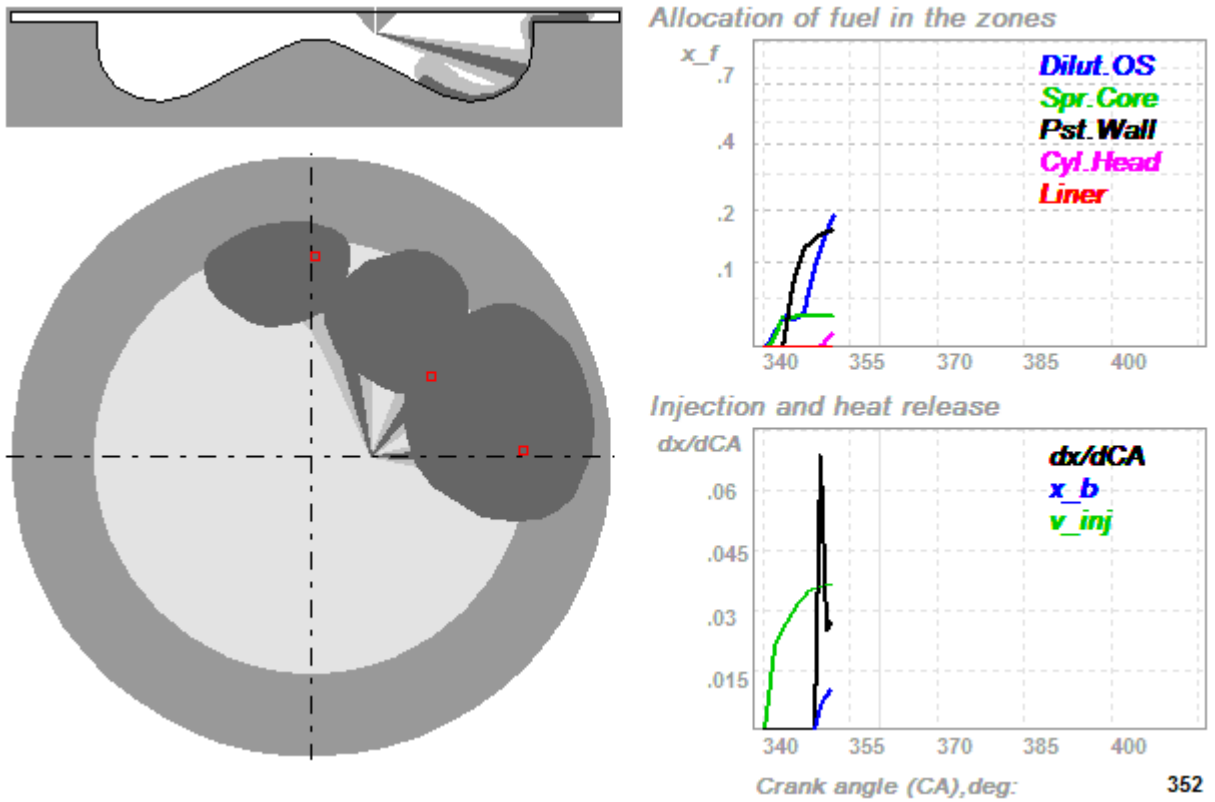 Allocation of fuel in the zones
x_f
.7
.4
.2
.1
Dilut.OS
Spr.Core
Pst.Wall
Cyl.Head
Liner
340 355 370 385 400
Injection and heat release
dx/dCA
.06
.045
.03
.015
dx/dCA
x_b
v_inj
340 355 370 385 400
Crank angle (CA),deg: 352